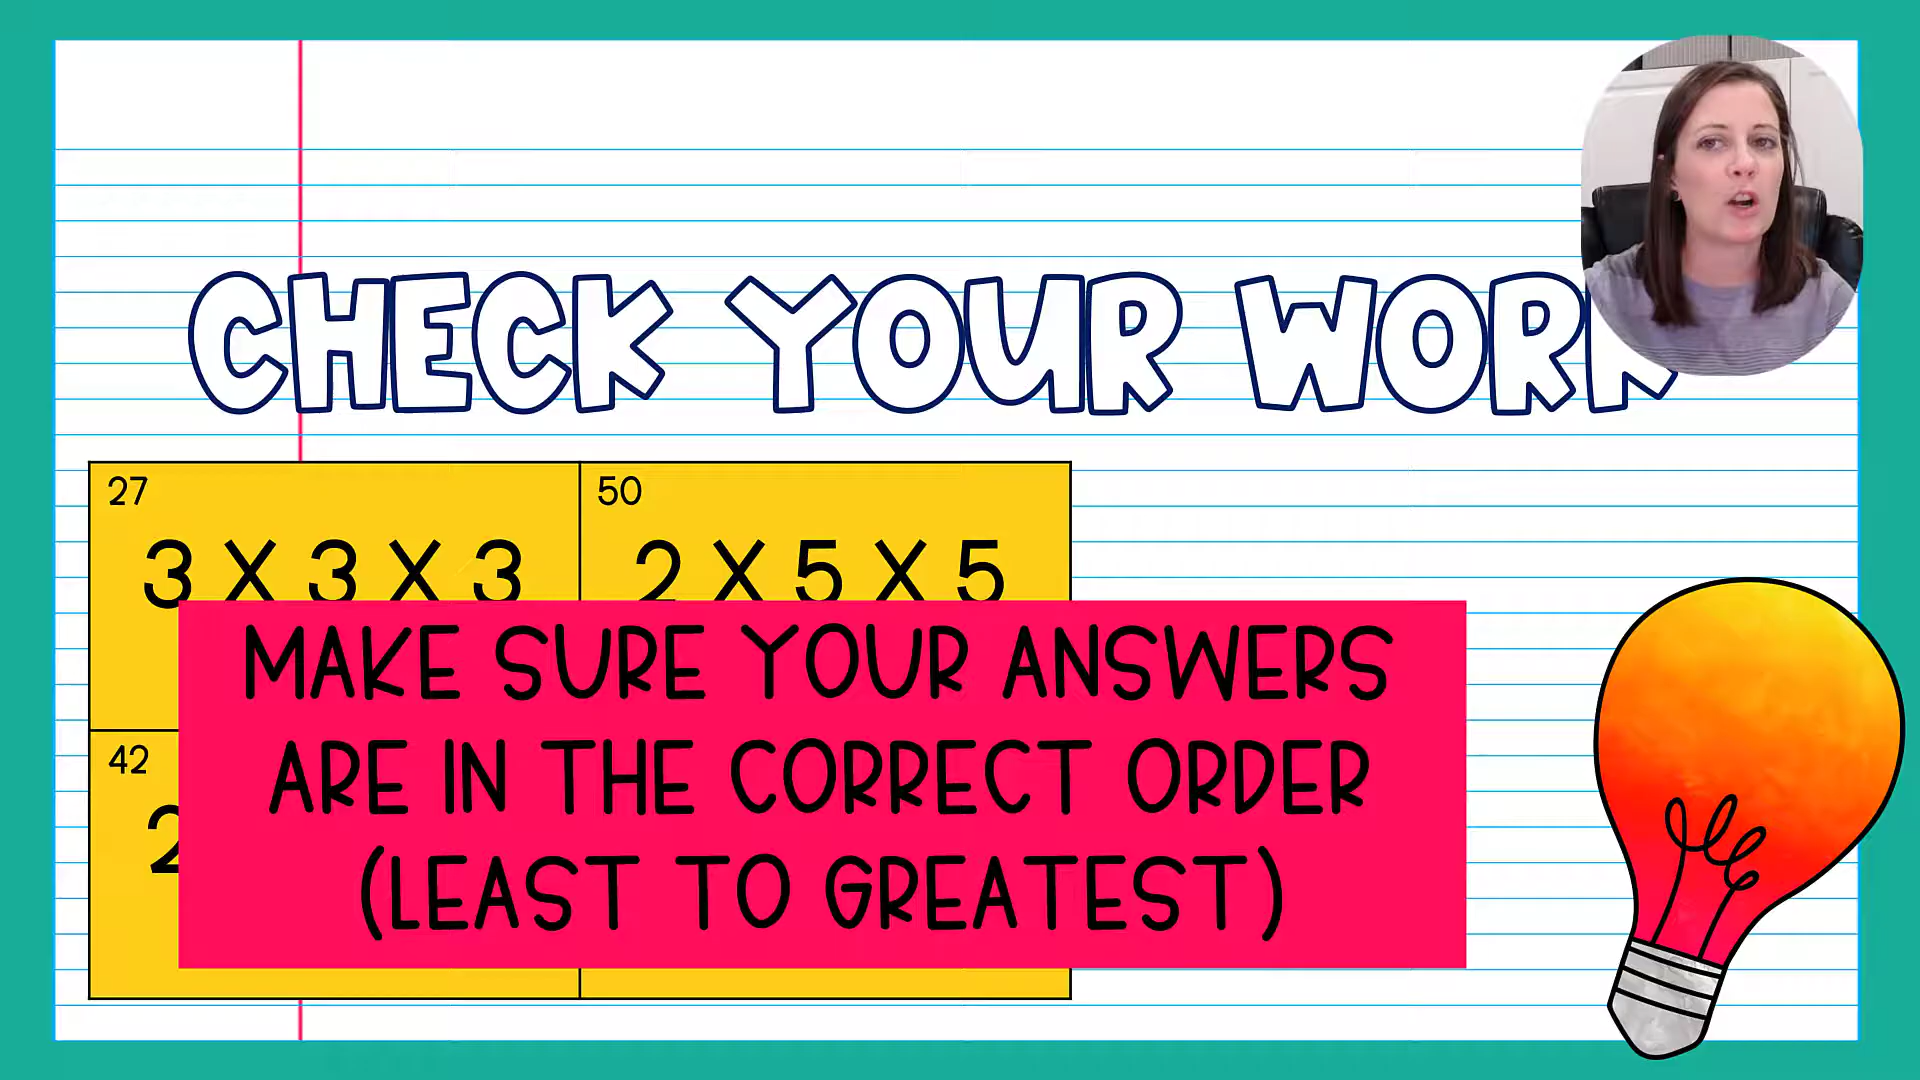 CHECK YOUR WORK
27
50
3 X 3 X 3
2 X 5 X 5
MAKE SURE YOUR ANSWERS
ARE IN THE CORRECT ORDER
(LEAST TO GREATEST)
42
2